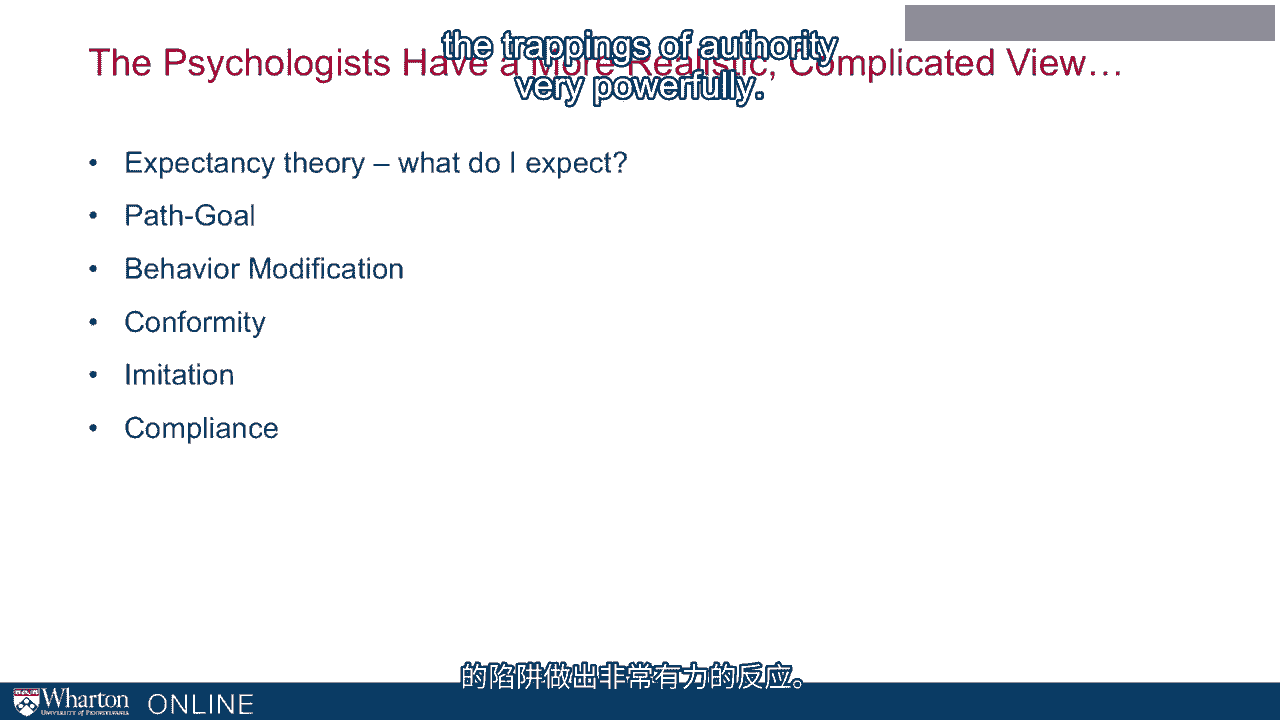 the trappings of authority
very powerfully.
The Psychologists Have a More Realistic, Complicated View…
• Expectancy theory – what do I expect?
• Path-Goal
• Behavior Modification
• Conformity
• Imitation
• Compliance
的陷阱做出非常有力的反应。
Wharton
UNIVERSITY of PENNSYLVANIA
ONLINE